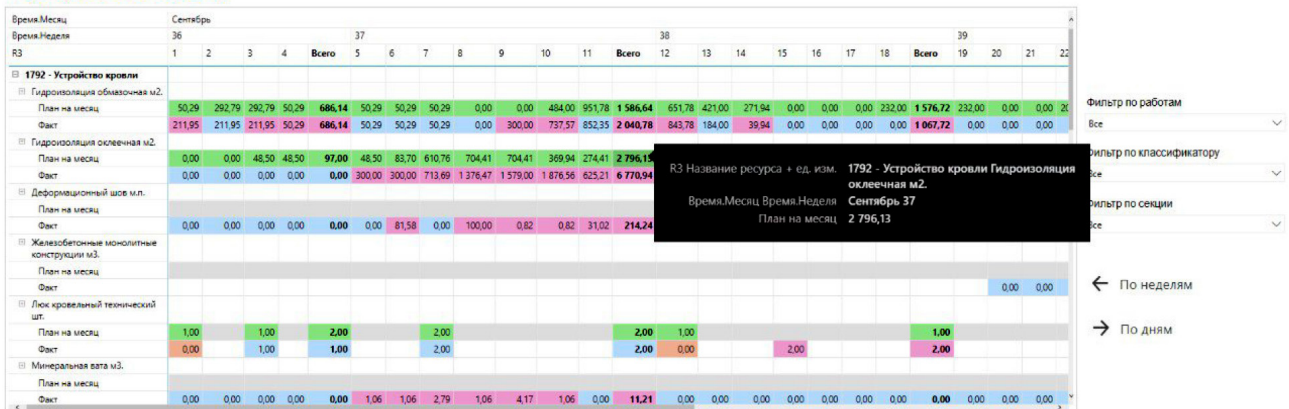 Время.Месяц Сентябрь
Время.Неделя 36 37 38 39
R3 1 2 3 4 Всего 5 6 7 8 9 10 11 Всего 12 13 14 15 16 17 18 Всего 19 20 21 22
1792 - Устройство кровли
Гидроизоляция обмазочная м2.
План на месяц 50,29 292,79 292,79 50,29 686,14 50,29 50,29 50,29 0,00 0,00 484,00 951,78 1 586,64 651,78 421,00 271,94 0,00 0,00 0,00 232,00 1 576,72 232,00 0,00 0,00 20
Фильтр по работам
Факт 211,95 211,95 211,95 50,29 686,14 50,29 50,29 50,29 0,00 300,00 737,57 852,35 2 040,78 843,78 184,00 39,94 0,00 0,00 0,00 0,00 1 067,72 0,00 0,00 0,00
Все
Гидроизоляция оклеечная м2.
План на месяц 0,00 0,00 48,50 48,50 97,00 48,50 83,70 610,76 704,41 704,41 369,94 274,41 2 796,13
Фильтр по классификатору
Факт 0,00 0,00 0,00 0,00 0,00 300,00 300,00 713,69 1 376,47 1 579,00 1 876,56 625,21 6 770,94
R3 Название ресурса + ед. изм. 1792 - Устройство кровли Гидроизоляция
оклеечная м2.
Все
Деформационный шов м.п.
Время.Месяц Время.Неделя Сентябрь 37
Фильтр по секции
План на месяц
План на месяц 2 796,13
Факт 0,00 0,00 0,00 0,00 0,00 0,00 81,58 0,00 100,00 0,82 0,82 31,02 214,24
Все
Железобетонные монолитные
конструкции м3.
План на месяц
Факт 0,00 0,00
← По неделям
Люк кровельный технический
шт.
План на месяц 1,00 1,00 2,00 2,00 2,00 1,00 1,00
→ По дням
Факт 0,00 1,00 1,00 2,00 2,00 0,00 2,00 2,00
Минеральная вата м3.
План на месяц
Факт 0,00 0,00 0,00 0,00 0,00 1,06 1,06 2,79 1,06 4,17 1,06 0,00 11,21 0,00 0,00 0,00 0,00 0,00 0,00 0,00 0,00 0,00 0,00 0,00